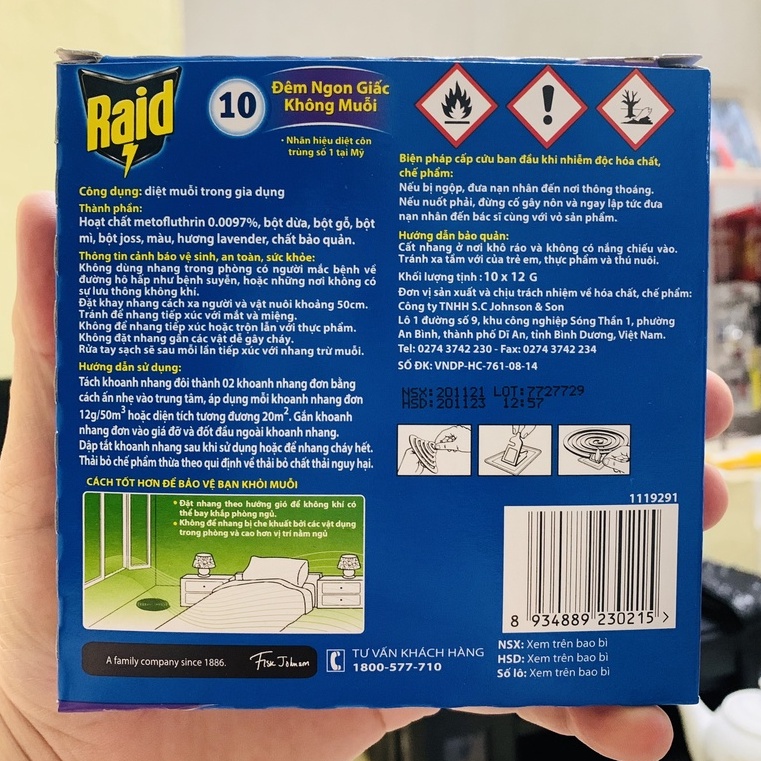 Raid
10
Đêm Ngon Giấc
Không Muỗi
• Nhãn hiệu diệt côn
trùng số 1 tại Mỹ
Công dụng: diệt muỗi trong gia dụng
Thành phần:
Hoạt chất metofluthrin 0.0097%, bột dừa, bột gỗ, bột
mì, bột joss, màu, hương lavender, chất bảo quản.
Thông tin cảnh báo vệ sinh, an toàn, sức khỏe:
Không dùng nhang trong phòng có người mắc bệnh về
đường hô hấp như bệnh suyễn, hoặc những nơi không có
sự lưu thông không khí.
Đặt khay nhang cách xa người và vật nuôi khoảng 50cm.
Tránh để nhang tiếp xúc với mắt và miệng.
Không để nhang tiếp xúc hoặc trộn lẫn với thực phẩm.
Không đặt nhang gần các vật dễ gây cháy.
Rửa tay sạch sẽ sau mỗi lần tiếp xúc với nhang trừ muỗi.
Hướng dẫn sử dụng:
Tách khoanh nhang đôi thành 02 khoanh nhang đơn bằng
cách ấn nhẹ vào trung tâm, áp dụng mỗi khoanh nhang đơn
12g/50m³ hoặc diện tích tương đương 20m². Gắn khoanh
nhang đơn vào giá đỡ và đốt đầu ngoài khoanh nhang.
Dập tắt khoanh nhang sau khi sử dụng hoặc để nhang cháy hết.
Thải bỏ chế phẩm thừa theo qui định về thải bỏ chất thải nguy hại.
CÁCH TỐT HƠN ĐỂ BẢO VỆ BẠN KHỎI MUỖI
• Đặt nhang theo hướng gió để không khí có
thể bay khắp phòng ngủ.
• Không để nhang bị che khuất bởi các vật dụng
trong phòng và cao hơn vị trí nằm ngủ
A family company since 1886.
Fisk Johnson
TƯ VẤN KHÁCH HÀNG
1800-577-710
Biện pháp cấp cứu ban đầu khi nhiễm độc hóa chất,
chế phẩm:
Nếu bị ngộp, đưa nạn nhân đến nơi thông thoáng.
Nếu nuốt phải, đừng cố gây nôn và ngay lập tức đưa
nạn nhân đến bác sĩ cùng với vỏ sản phẩm.
Hướng dẫn bảo quản:
Cất nhang ở nơi khô ráo và không có nắng chiếu vào.
Tránh xa tầm với của trẻ em, thực phẩm và thú nuôi.
Khối lượng tịnh : 10 x 12 G
Đơn vị sản xuất và chịu trách nhiệm về hóa chất, chế phẩm:
Công ty TNHH S.C Johnson & Son
Lô 1 đường số 9, khu công nghiệp Sóng Thần 1, phường
An Bình, thành phố Dĩ An, tỉnh Bình Dương, Việt Nam.
Tel: 0274 3742 230 - Fax: 0274 3742 234
SỐ ĐK: VNDP-HC-761-08-14
NSX:201121 LOT:7727729
HSD:201123 12:57
1119291
8 934889 230215 >
NSX: Xem trên bao bì
HSD: Xem trên bao bì
Số lô: Xem trên bao bì